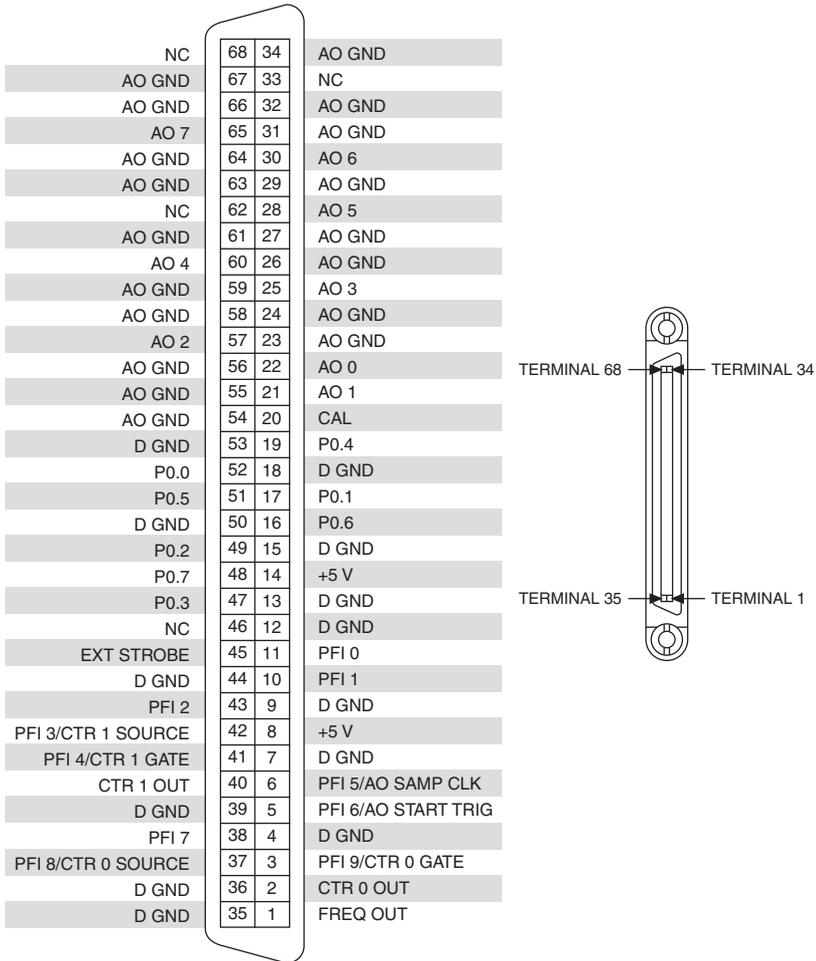 NC 68 34 AO GND
AO GND 67 33 NC
AO GND 66 32 AO GND
AO 7 65 31 AO GND
AO GND 64 30 AO 6
AO GND 63 29 AO GND
NC 62 28 AO 5
AO GND 61 27 AO GND
AO 4 60 26 AO GND
AO GND 59 25 AO 3
AO GND 58 24 AO GND
AO 2 57 23 AO GND
AO GND 56 22 AO 0
AO GND 55 21 AO 1
AO GND 54 20 CAL
D GND 53 19 P0.4
P0.0 52 18 D GND
P0.5 51 17 P0.1
D GND 50 16 P0.6
P0.2 49 15 D GND
P0.7 48 14 +5 V
P0.3 47 13 D GND
NC 46 12 D GND
EXT STROBE 45 11 PFI 0
D GND 44 10 PFI 1
PFI 2 43 9 D GND
PFI 3/CTR 1 SOURCE 42 8 +5 V
PFI 4/CTR 1 GATE 41 7 D GND
CTR 1 OUT 40 6 PFI 5/AO SAMP CLK
D GND 39 5 PFI 6/AO START TRIG
PFI 7 38 4 D GND
PFI 8/CTR 0 SOURCE 37 3 PFI 9/CTR 0 GATE
D GND 36 2 CTR 0 OUT
D GND 35 1 FREQ OUT
TERMINAL 68 TERMINAL 34
TERMINAL 35 TERMINAL 1